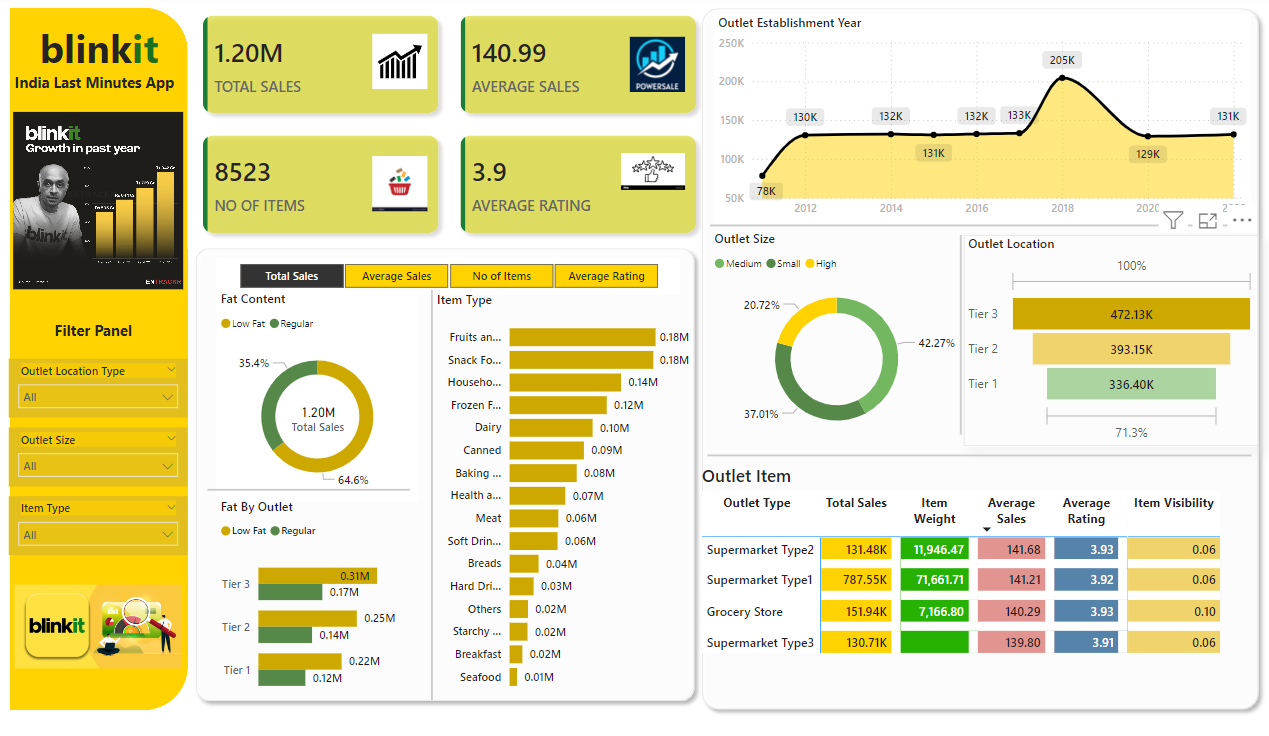 blinkit
India Last Minutes App
blinkit
Growth in past year
blinkit
ENTRACKR
Filter Panel
Outlet Location Type
All
Outlet Size
All
Item Type
All
blinkit
1.20M
TOTAL SALES
140.99
AVERAGE SALES
POWERSALE
8523
NO OF ITEMS
3.9
AVERAGE RATING
Total Sales
Average Sales
No of Items
Average Rating
Fat Content
Low Fat
Regular
35.4%
1.20M
Total Sales
64.6%
Fat By Outlet
Low Fat
Regular
Tier 3 0.31M
0.17M
Tier 2 0.25M
0.14M
Tier 1 0.22M
0.12M
Item Type
Fruits an... 0.18M
Snack Fo... 0.18M
Househo... 0.14M
Frozen F... 0.12M
Dairy 0.10M
Canned 0.09M
Baking ... 0.08M
Health a... 0.07M
Meat 0.06M
Soft Drin... 0.06M
Breads 0.04M
Hard Dri... 0.03M
Others 0.02M
Starchy ... 0.02M
Breakfast 0.02M
Seafood 0.01M
Outlet Establishment Year
250K
200K
150K
100K
50K
78K
130K
132K
131K
132K
133K
205K
129K
131K
2012 2014 2016 2018 2020
Outlet Size
Medium Small High
20.72%
42.27%
37.01%
Outlet Location
100%
Tier 3 472.13K
Tier 2 393.15K
Tier 1 336.40K
71.3%
Outlet Item
Outlet Type Total Sales Item Weight Average Sales Average Rating Item Visibility
Supermarket Type2 131.48K 11,946.47 141.68 3.93 0.06
Supermarket Type1 787.55K 71,661.71 141.21 3.92 0.06
Grocery Store 151.94K 7,166.80 140.29 3.93 0.10
Supermarket Type3 130.71K 139.80 3.91 0.06